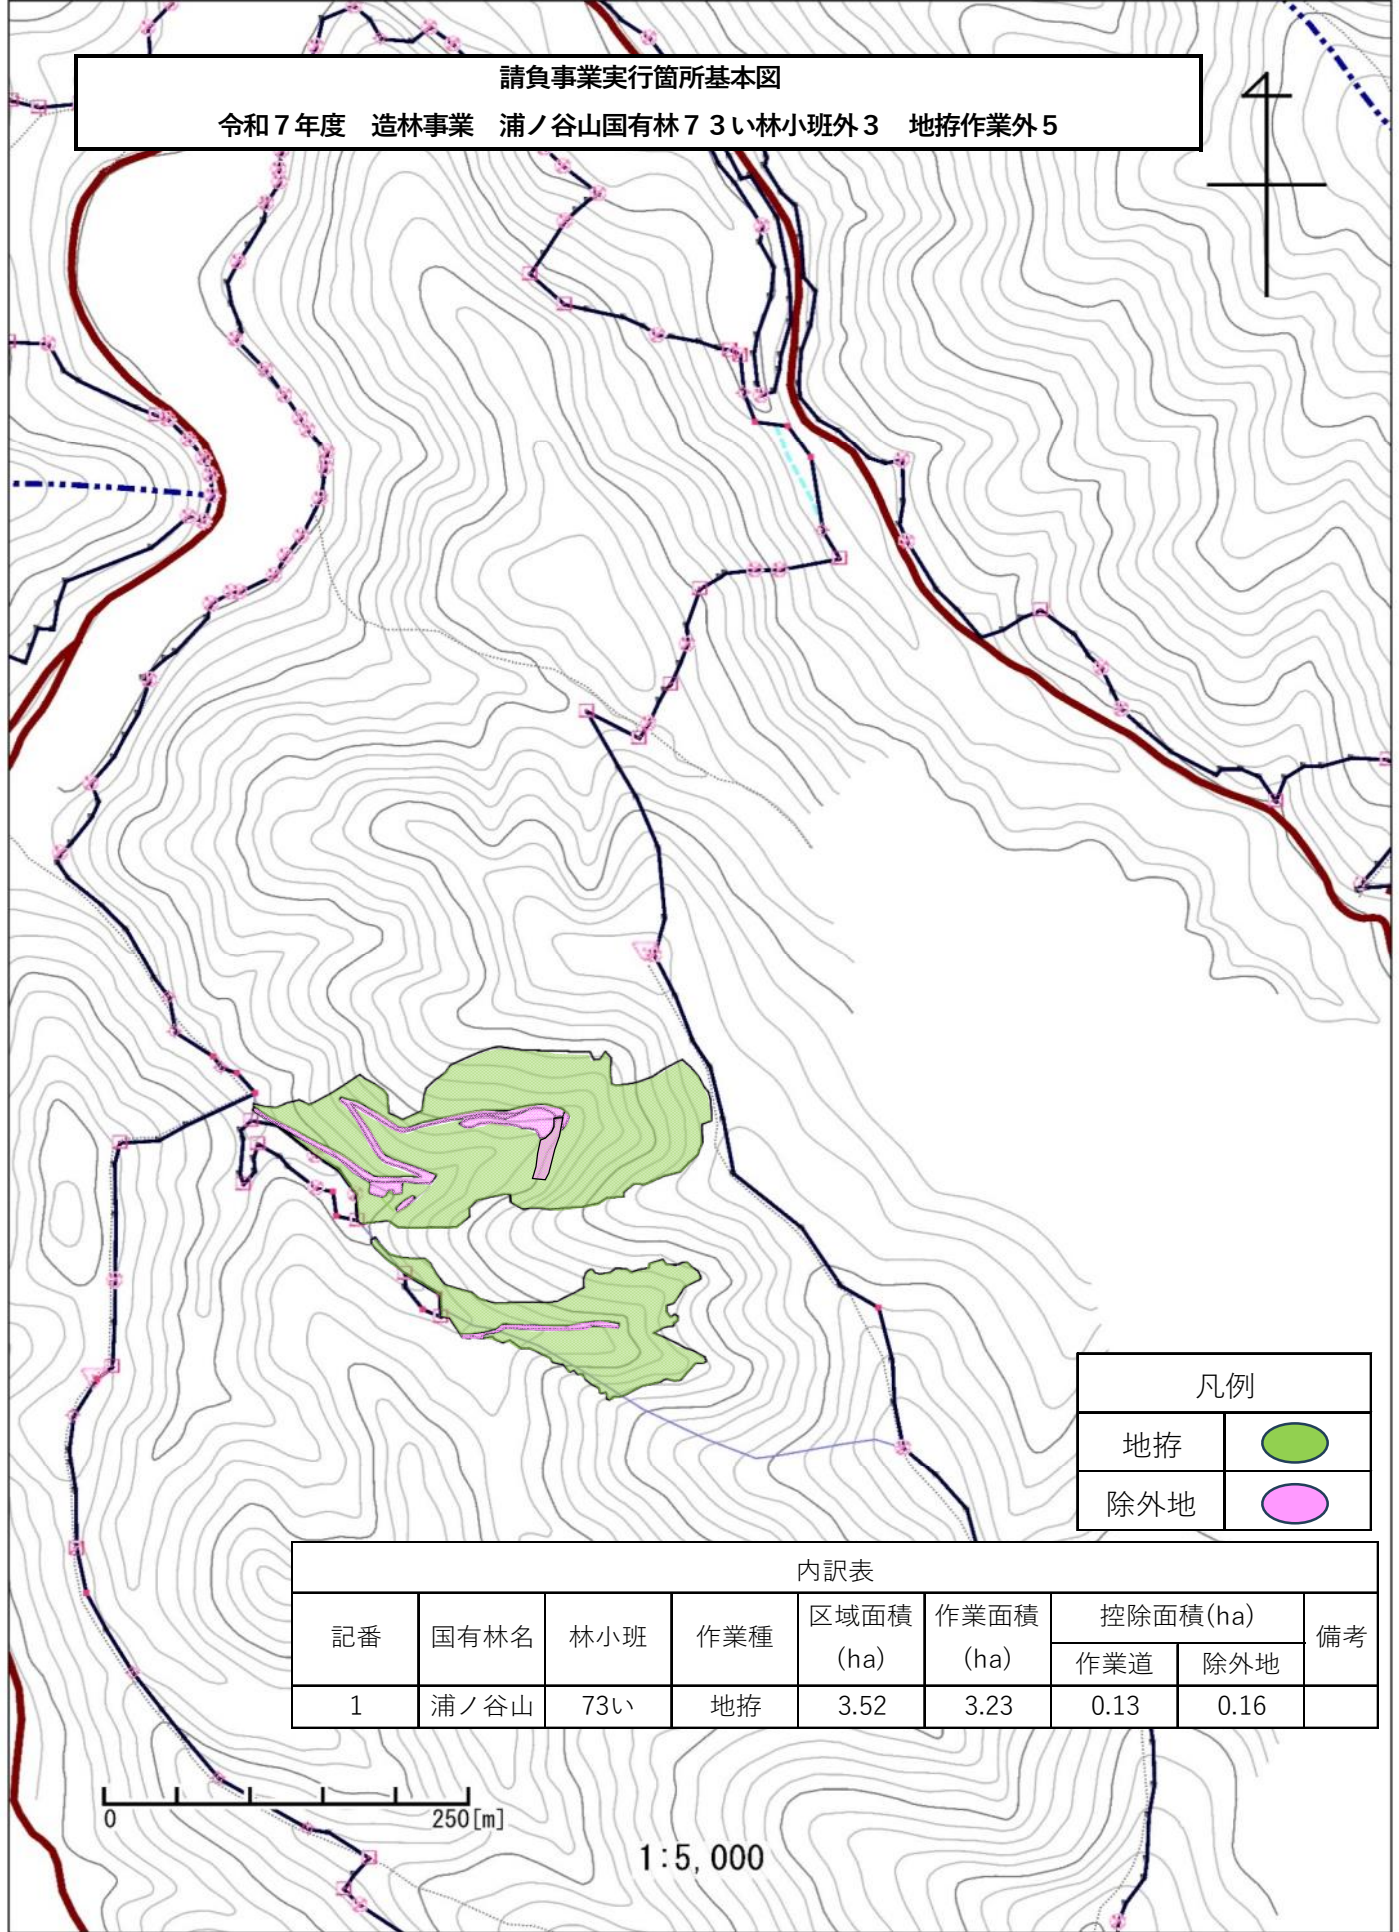 請負事業実行箇所基本図
令和７年度　造林事業　浦ノ谷山国有林７３い林小班外３　地拵作業外５
凡例
地拵
除外地
内訳表
記番 国有林名 林小班 作業種 区域面積(ha) 作業面積(ha) 控除面積(ha) 備考
作業道 除外地
1 浦ノ谷山 73い 地拵 3.52 3.23 0.13 0.16
0 250[m]
1:5,000